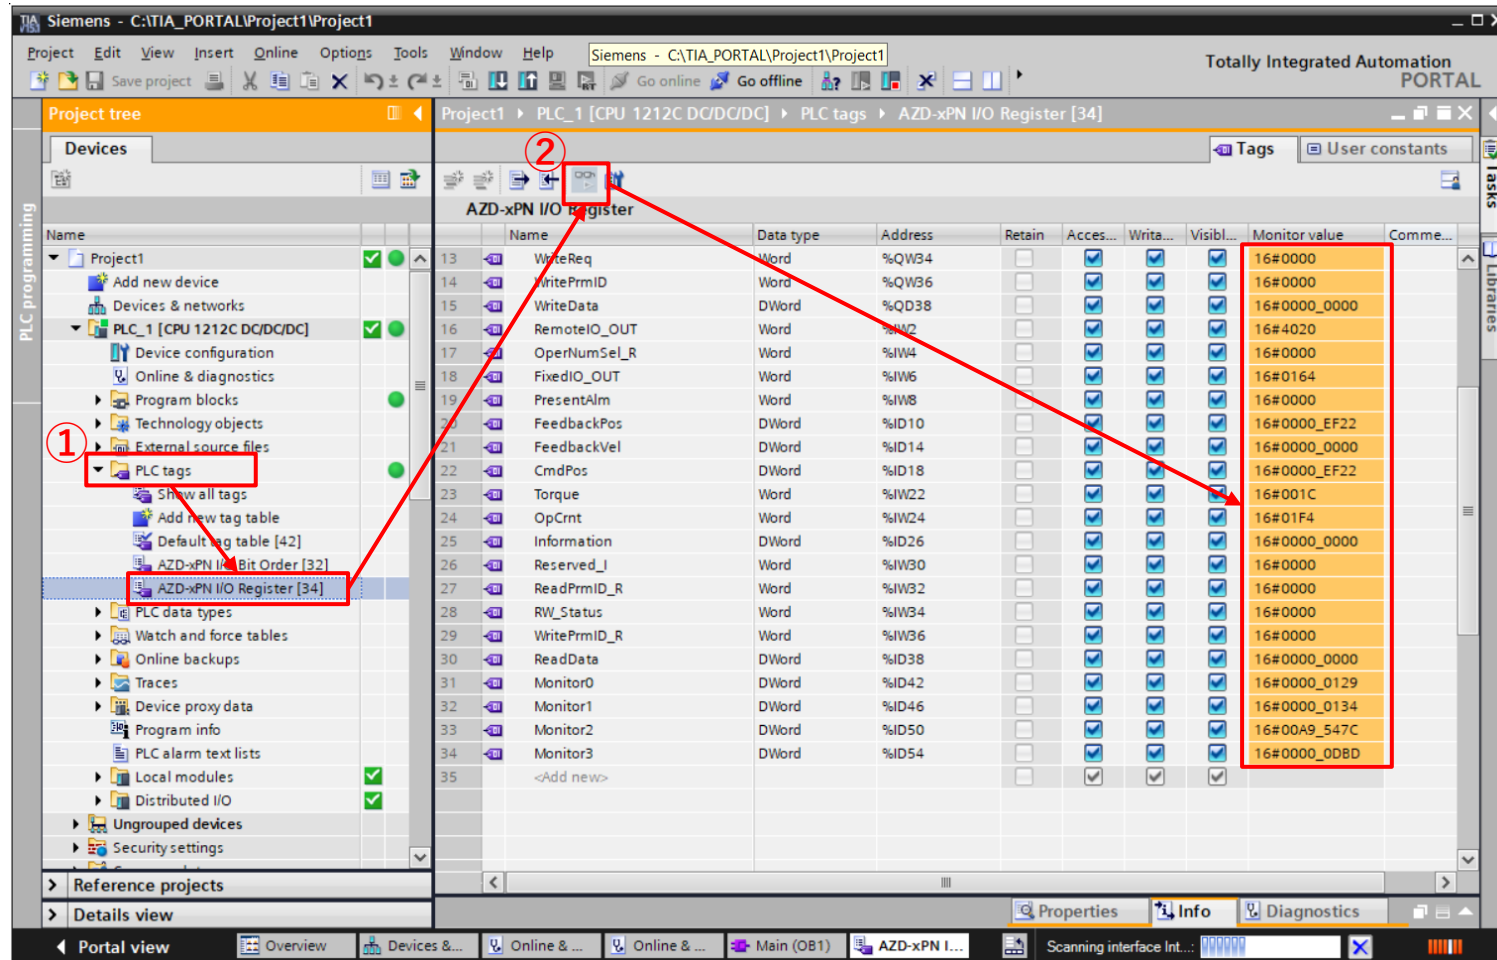 Siemens - C:\TIA_PORTAL\Project1\Project1
Project Edit View Insert Online Options Tools Window Help
Siemens - C:\TIA_PORTAL\Project1\Project1
Totally Integrated Automation
PORTAL
Save project Go online Go offline
Project tree
Project1 PLC_1 [CPU 1212C DC/DC/DC] PLC tags AZD-xPN I/O Register [34]
Devices
②
Tags User constants
AZD-xPN I/O Register
PLC programming
Tasks
Libraries
Name
Name Data type Address Retain Acces... Writa... Visibl... Monitor value Comme...
Project1
Add new device
Devices & networks
PLC_1 [CPU 1212C DC/DC/DC]
Device configuration
Online & diagnostics
Program blocks
Technology objects
①
External source files
PLC tags
Show all tags
Add new tag table
Default tag table [42]
AZD-xPN I/O Bit Order [32]
AZD-xPN I/O Register [34]
PLC data types
Watch and force tables
Online backups
Traces
Device proxy data
Program info
PLC alarm text lists
Local modules
Distributed I/O
Ungrouped devices
Security settings
13 WriteReq Word %QW34 16#0000
14 WritePrmID Word %QW36 16#0000
15 WriteData DWord %QD38 16#0000_0000
16 RemoteIO_OUT Word %IW2 16#4020
17 OperNumSel_R Word %IW4 16#0000
18 FixedIO_OUT Word %IW6 16#0164
19 PresentAlm Word %IW8 16#0000
20 FeedbackPos DWord %ID10 16#0000_EF22
21 FeedbackVel DWord %ID14 16#0000_0000
22 CmdPos DWord %ID18 16#0000_EF22
23 Torque Word %IW22 16#001C
24 OpCrnt Word %IW24 16#01F4
25 Information DWord %ID26 16#0000_0000
26 Reserved_I Word %IW30 16#0000
27 ReadPrmID_R Word %IW32 16#0000
28 RW_Status Word %IW34 16#0000
29 WritePrmID_R Word %IW36 16#0000
30 ReadData DWord %ID38 16#0000_0000
31 Monitor0 DWord %ID42 16#0000_0129
32 Monitor1 DWord %ID46 16#0000_0134
33 Monitor2 DWord %ID50 16#00A9_547C
34 Monitor3 DWord %ID54 16#0000_0DBD
35 <Add new>
Reference projects
Details view
Properties Info Diagnostics
Portal view Overview Devices &... Online & ... Online & ... Main (OB1) AZD-xPN I... Scanning interface Int...: